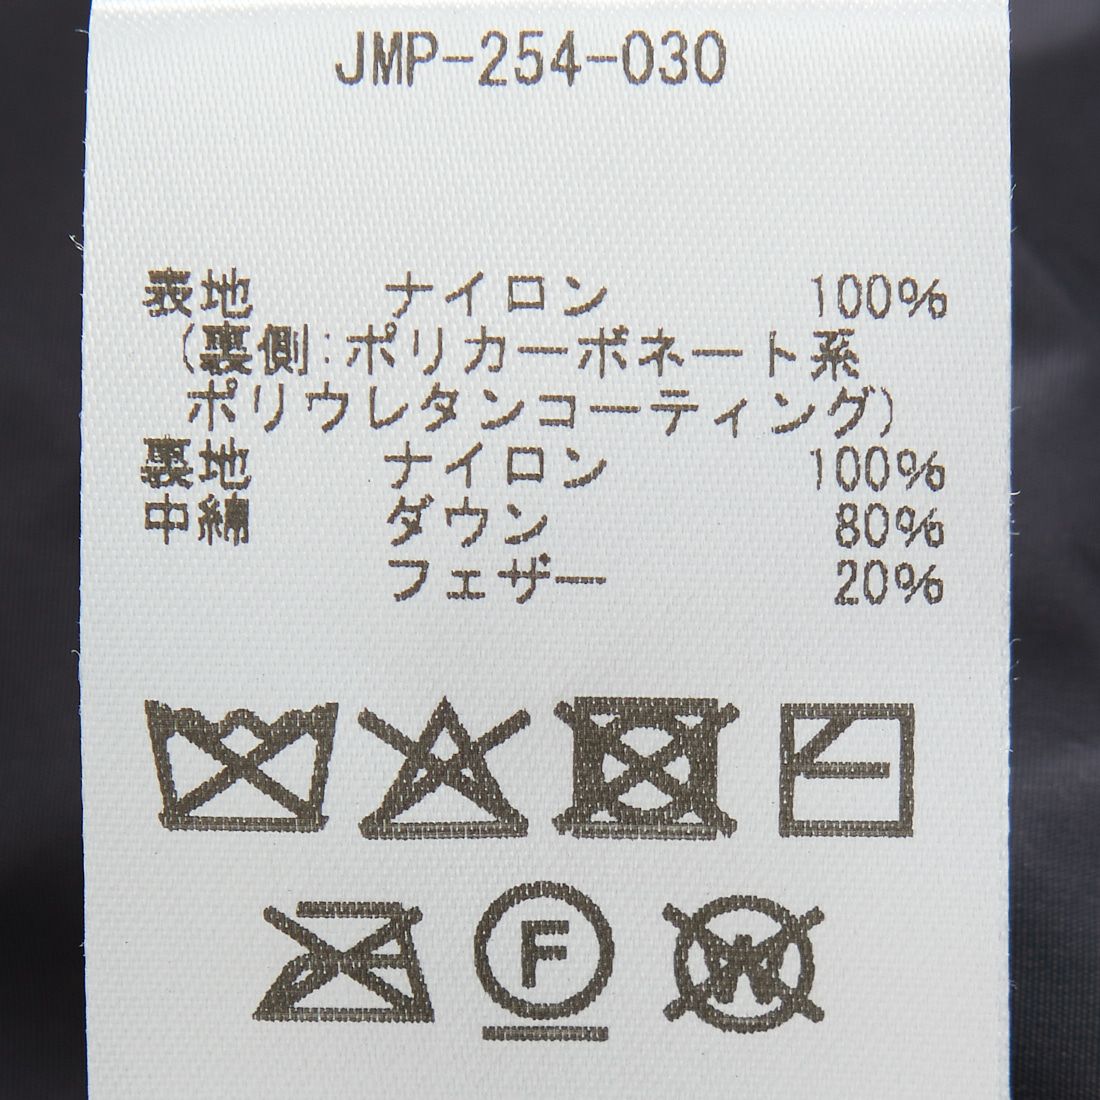 JMP-254-030
表地 ナイロン 100%
(裏側:ポリカーボネート系
ポリウレタンコーティング)
裏地 ナイロン 100%
中綿 ダウン 80%
フェザー 20%
F
W